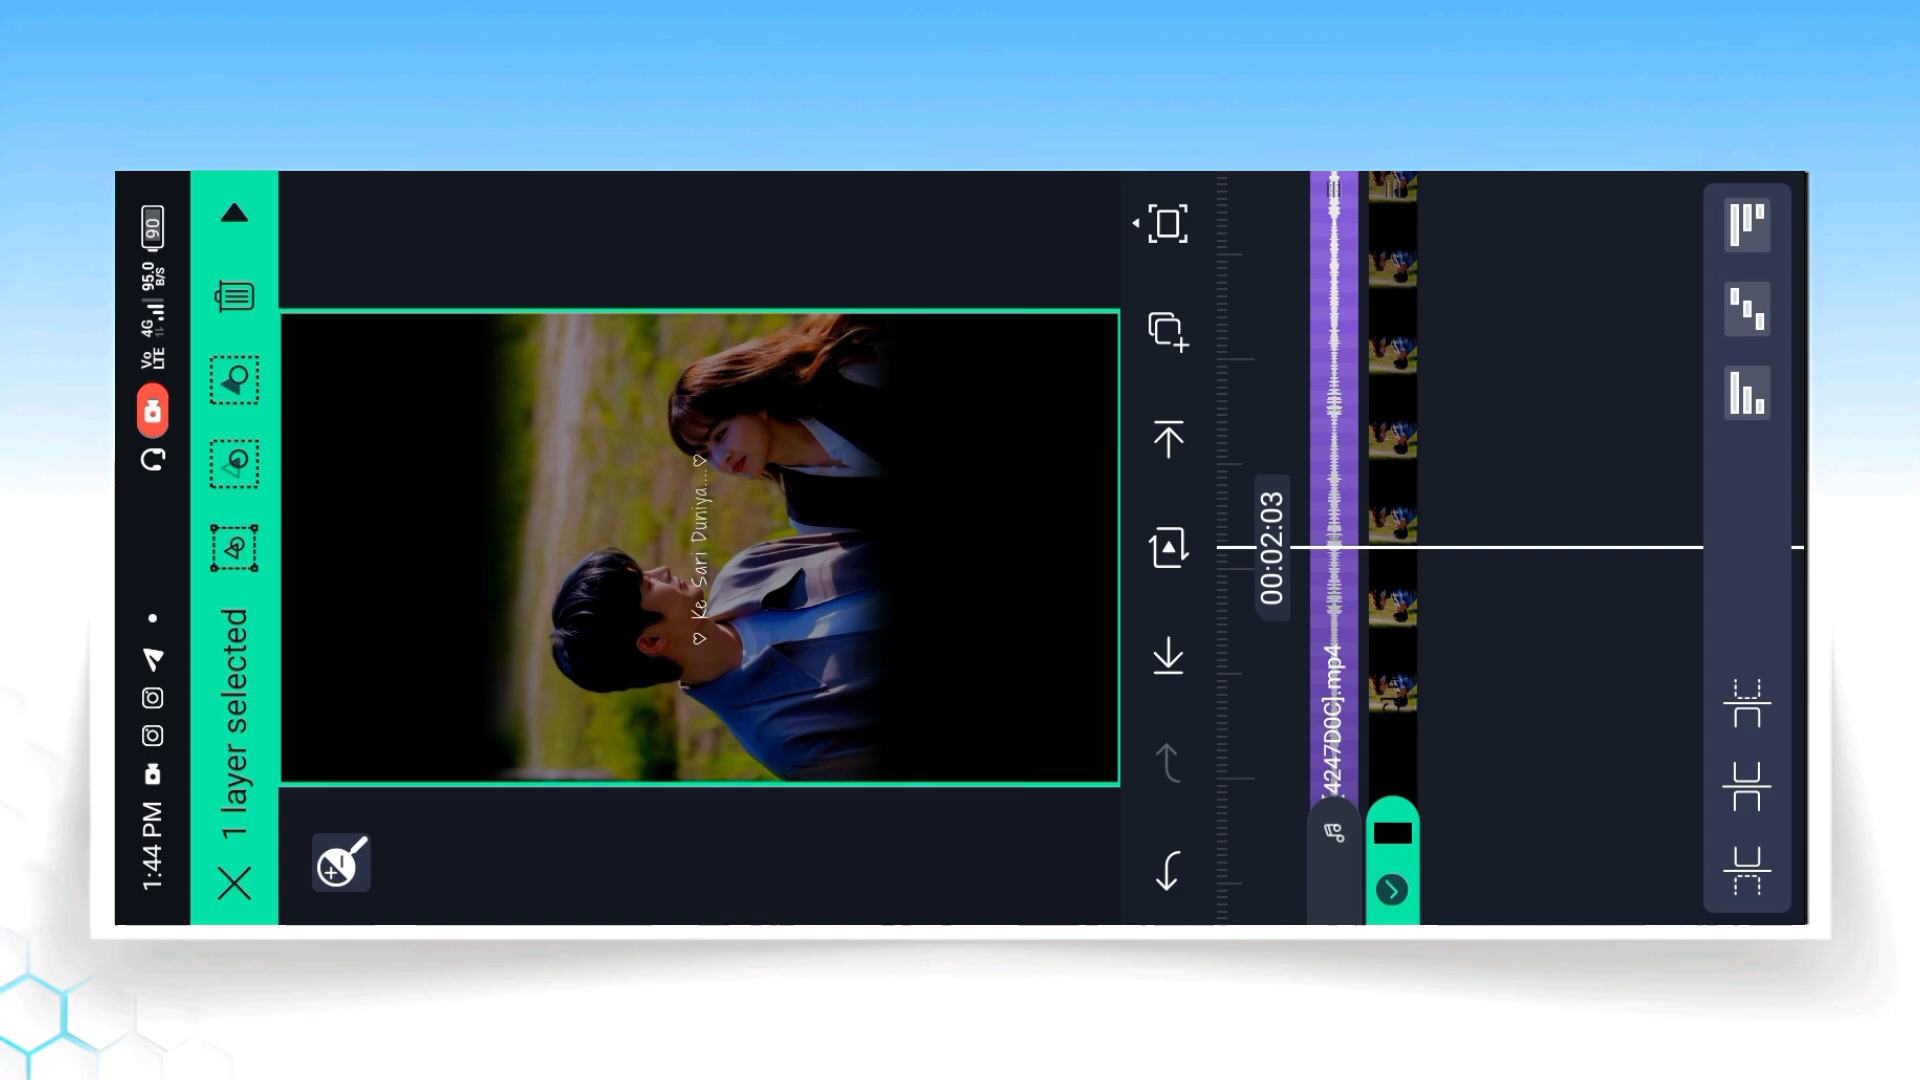 1:44 PM
Vo LTE 4G 95.0 B/S 90
1 layer selected
♡ Ke Sari Duniya....♡
00:02:03
[4247D0C].mp4